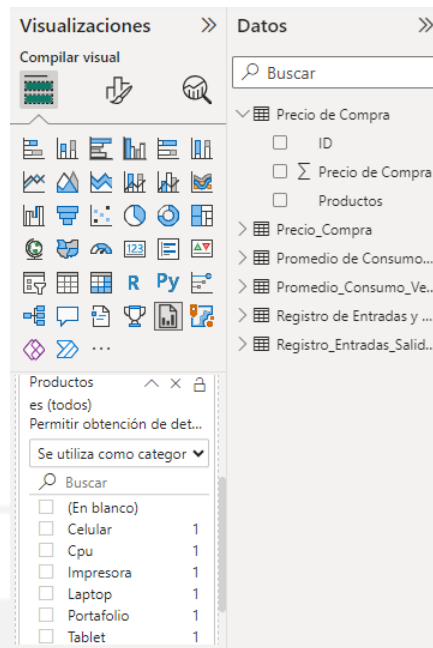 Visualizaciones
Compilar visual
123
R
Py
...
Productos
es (todos)
Permitir obtención de det...
Se utiliza como categor
Buscar
(En blanco)
Celular 1
Cpu 1
Impresora 1
Laptop 1
Portafolio 1
Tablet 1
Datos
Buscar
Precio de Compra
ID
∑ Precio de Compra
Productos
Precio_Compra
Promedio de Consumo...
Promedio_Consumo_Ve...
Registro de Entradas y ...
Registro_Entradas_Salid...